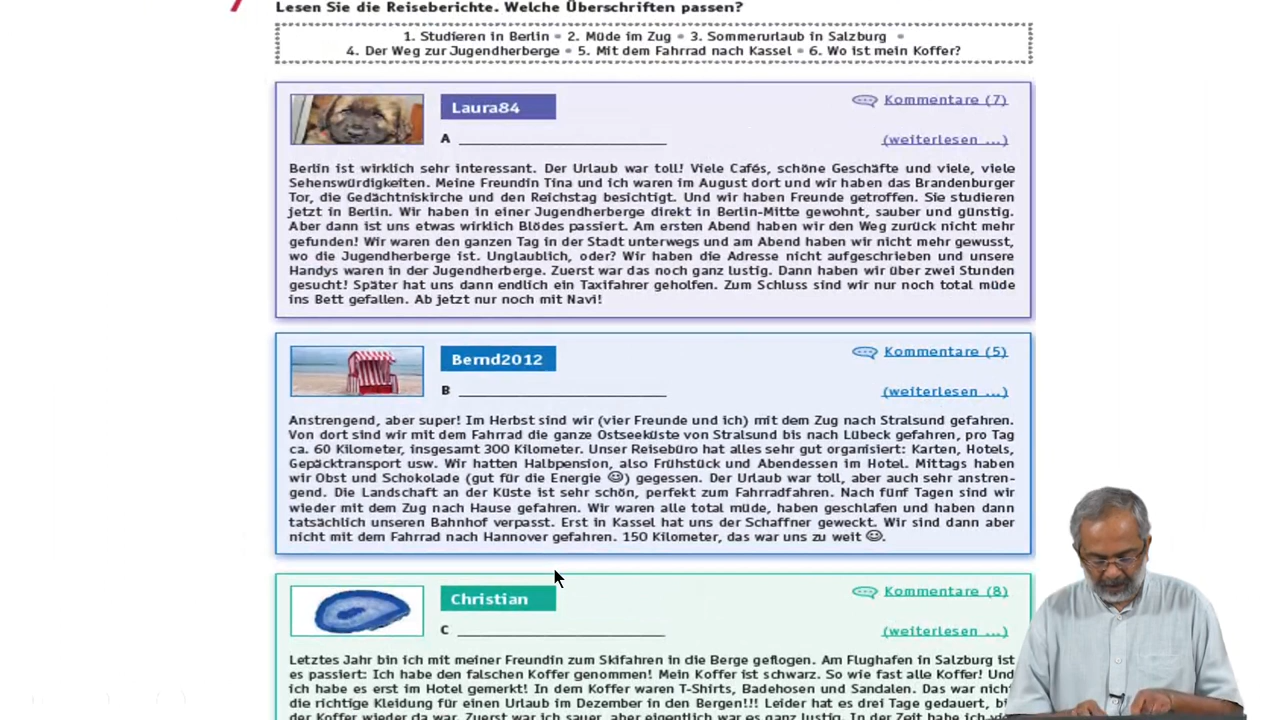 Lesen Sie die Reiseberichte. Welche Überschriften passen?
1. Studieren in Berlin • 2. Müde im Zug • 3. Sommerurlaub in Salzburg •
4. Der Weg zur Jugendherberge • 5. Mit dem Fahrrad nach Kassel • 6. Wo ist mein Koffer?
Laura84
Kommentare (7)
A
(weiterlesen ...)
Berlin ist wirklich sehr interessant. Der Urlaub war toll! Viele Cafés, schöne Geschäfte und viele, viele
Sehenswürdigkeiten. Meine Freundin Tina und ich waren im August dort und wir haben das Brandenburger
Tor, die Gedächtniskirche und den Reichstag besichtigt. Und wir haben Freunde getroffen. Sie studieren
jetzt in Berlin. Wir haben in einer Jugendherberge direkt in Berlin-Mitte gewohnt, sauber und günstig.
Aber dann ist uns etwas wirklich Blödes passiert. Am ersten Abend haben wir den Weg zurück nicht mehr
gefunden! Wir waren den ganzen Tag in der Stadt unterwegs und am Abend haben wir nicht mehr gewusst,
wo die Jugendherberge ist. Unglaublich, oder? Wir haben die Adresse nicht aufgeschrieben und unsere
Handys waren in der Jugendherberge. Zuerst war das noch ganz lustig. Dann haben wir über zwei Stunden
gesucht! Später hat uns dann endlich ein Taxifahrer geholfen. Zum Schluss sind wir nur noch total müde
ins Bett gefallen. Ab jetzt nur noch mit Navi!
Bernd2012
Kommentare (5)
B
(weiterlesen ...)
Anstrengend, aber super! Im Herbst sind wir (vier Freunde und ich) mit dem Zug nach Stralsund gefahren.
Von dort sind wir mit dem Fahrrad die ganze Ostseeküste von Stralsund bis nach Lübeck gefahren, pro Tag
ca. 60 Kilometer, insgesamt 300 Kilometer. Unser Reisebüro hat alles sehr gut organisiert: Karten, Hotels,
Gepäcktransport usw. Wir hatten Halbpension, also Frühstück und Abendessen im Hotel. Mittags haben
wir Obst und Schokolade (gut für die Energie ☺) gegessen. Der Urlaub war toll, aber auch sehr anstren-
gend. Die Landschaft an der Küste ist sehr schön, perfekt zum Fahrradfahren. Nach fünf Tagen sind wir
wieder mit dem Zug nach Hause gefahren. Wir waren alle total müde, haben geschlafen und haben dann
tatsächlich unseren Bahnhof verpasst. Erst in Kassel hat uns der Schaffner geweckt. Wir sind dann aber
nicht mit dem Fahrrad nach Hannover gefahren. 150 Kilometer, das war uns zu weit ☺.
Christian
Kommentare (8)
C
(weiterlesen ...)
Letztes Jahr bin ich mit meiner Freundin zum Skifahren in die Berge geflogen. Am Flughafen in Salzburg ist
es passiert: Ich habe den falschen Koffer genommen! Mein Koffer ist schwarz. So wie fast alle Koffer! Und
ich habe es erst im Hotel gemerkt! In dem Koffer waren T-Shirts, Badehosen und Sandalen. Das war nich
die richtige Kleidung für einen Urlaub im Dezember in den Bergen!!! Leider hat es drei Tage gedauert, bi
der Koffer wieder da war. Zuerst war ich sauer, aber eigentlich war es ganz lustig. In der Zeit habe ich